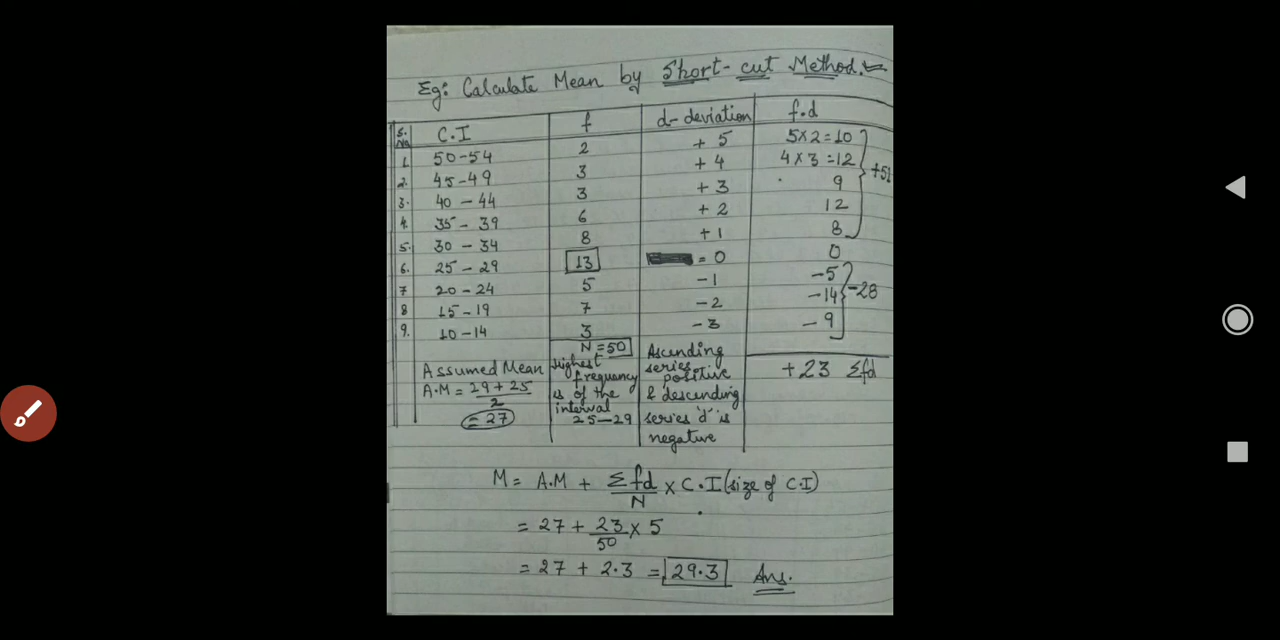 Eg: Calculate Mean by Short-cut Method.
S.No C.I f d-deviation f.d
1. 50-54 2 +5 5×2=10
2. 45-49 3 +4 4×3=12
3. 40-44 3 +3 9
4. 35-39 6 +2 12
5. 30-34 8 +1 8
+51
6. 25-29 13 =0 0
7 20-24 5 -1 -5
8 15-19 7 -2 -14
9. 10-14 3 -3 -9
-28
N=50
+23 Σfd
Assumed Mean
A.M = 29+25
2
=27
Highest
frequency
is of the
interval
25-29
Ascending
series
positive
& descending
series 'd' is
negative
M = A.M + Σfd/N × C.I (size of C.I)
= 27 + 23/50 × 5
= 27 + 2.3 = 29.3 Ans.